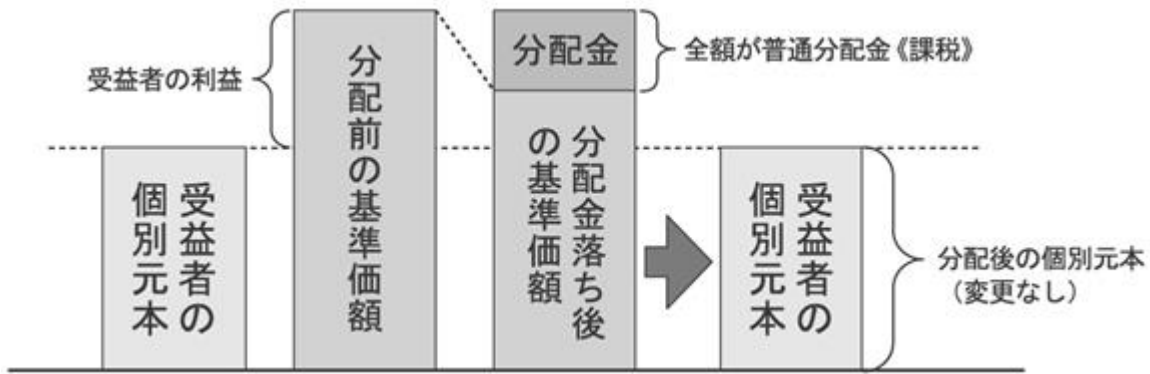 受益者の利益
受益者の
個別元本
分配前の基準価額
分配金
全額が普通分配金《課税》
分配金落ち後
の基準価額
受益者の
個別元本
分配後の個別元本
（変更なし）